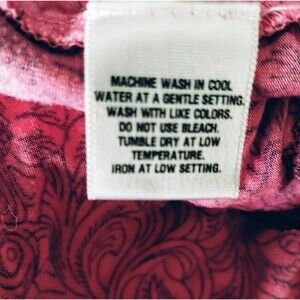 MACHINE WASH IN COOL
WATER AT A GENTLE SETTING.
WASH WITH LIKE COLORS.
DO NOT USE BLEACH.
TUMBLE DRY AT LOW
TEMPERATURE.
IRON AT LOW SETTING.